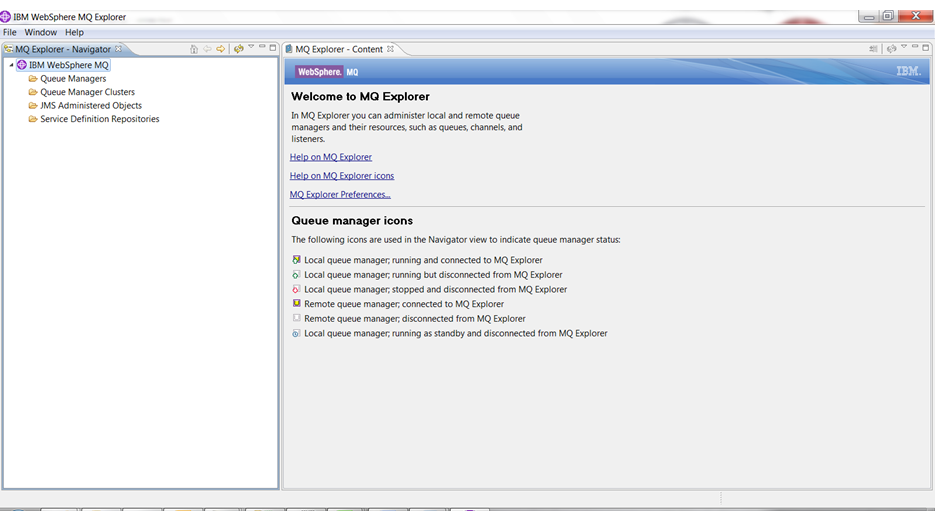 IBM WebSphere MQ Explorer
File Window Help
MQ Explorer - Navigator
IBM WebSphere MQ
Queue Managers
Queue Manager Clusters
JMS Administered Objects
Service Definition Repositories
MQ Explorer - Content
WebSphere. MQ
IBM.
Welcome to MQ Explorer
In MQ Explorer you can administer local and remote queue
managers and their resources, such as queues, channels, and
listeners.
Help on MQ Explorer
Help on MQ Explorer icons
MQ Explorer Preferences...
Queue manager icons
The following icons are used in the Navigator view to indicate queue manager status:
Local queue manager; running and connected to MQ Explorer
Local queue manager; running but disconnected from MQ Explorer
Local queue manager; stopped and disconnected from MQ Explorer
Remote queue manager; connected to MQ Explorer
Remote queue manager; disconnected from MQ Explorer
Local queue manager; running as standby and disconnected from MQ Explorer